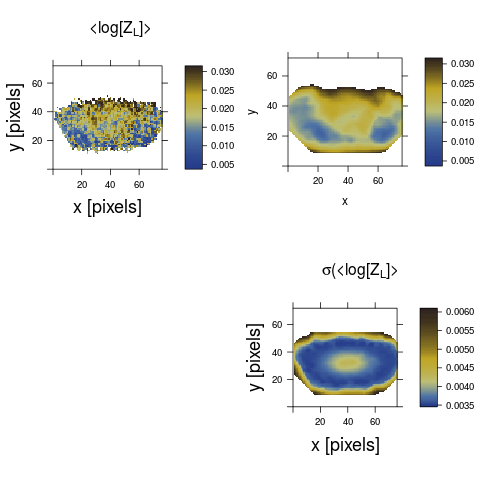 <log[Z_L]>
y [pixels]
60
40
20
20 40 60
x [pixels]
0.030
0.025
0.020
0.015
0.010
0.005
y
60
40
20
20 40 60
x
0.030
0.025
0.020
0.015
0.010
0.005
σ(<log[Z_L]>
y [pixels]
60
40
20
20 40 60
x [pixels]
0.0060
0.0055
0.0050
0.0045
0.0040
0.0035